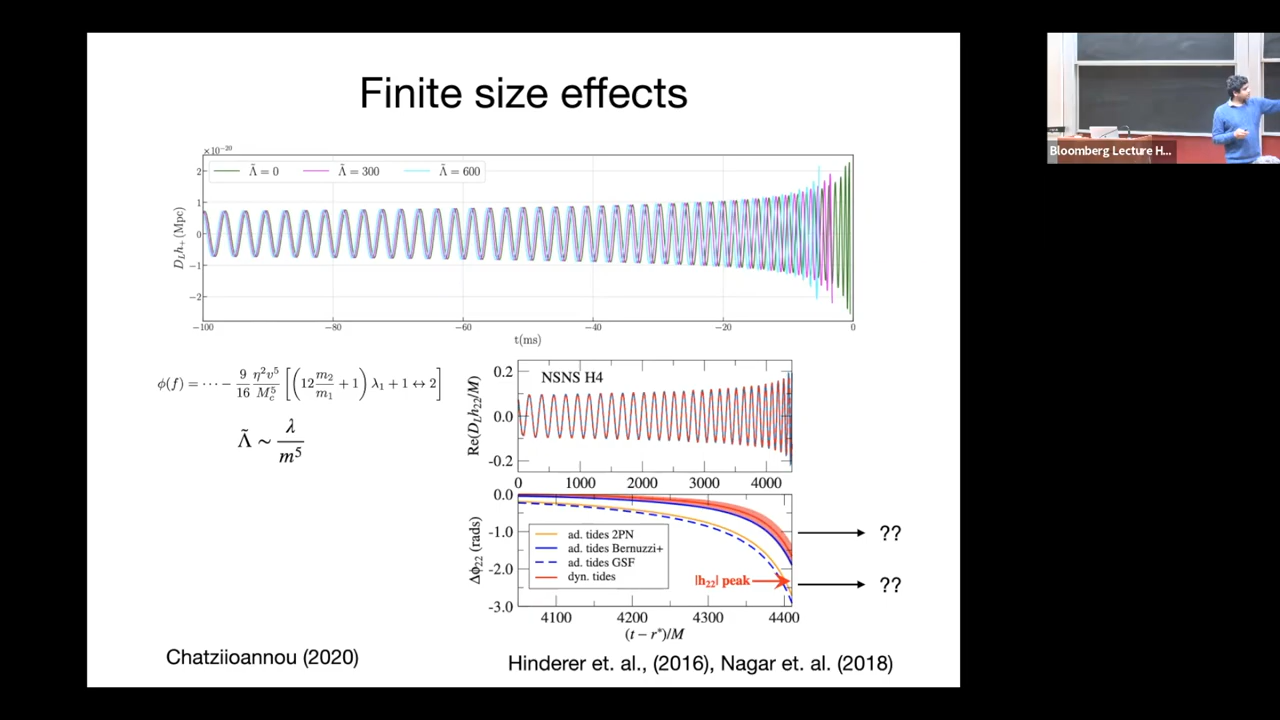 Finite size effects
×10⁻²⁰
Λ̃ = 0
Λ̃ = 300
Λ̃ = 600
2
1
0
−1
−2
D_L h₊ (Mpc)
−100
−80
−60
−40
−20
0
t(ms)
ϕ(f) = ⋯ − 9/16 η²v⁵/M_c⁵ [(12 m₂/m₁ + 1) λ₁ + 1 ↔ 2]
Λ̃ ∼ λ/m⁵
NSNS H4
0.2
0.0
-0.2
Re(D_L h₂₂/M)
0
1000
2000
3000
4000
0.0
-1.0
-2.0
-3.0
Δϕ₂₂ (rads)
ad. tides 2PN
ad. tides Bernuzzi+
ad. tides GSF
dyn. tides
|h₂₂| peak
??
??
4100
4200
4300
4400
(t − r*)/M
Chatziioannou (2020)
Hinderer et. al., (2016), Nagar et. al. (2018)
Bloomberg Lecture H...